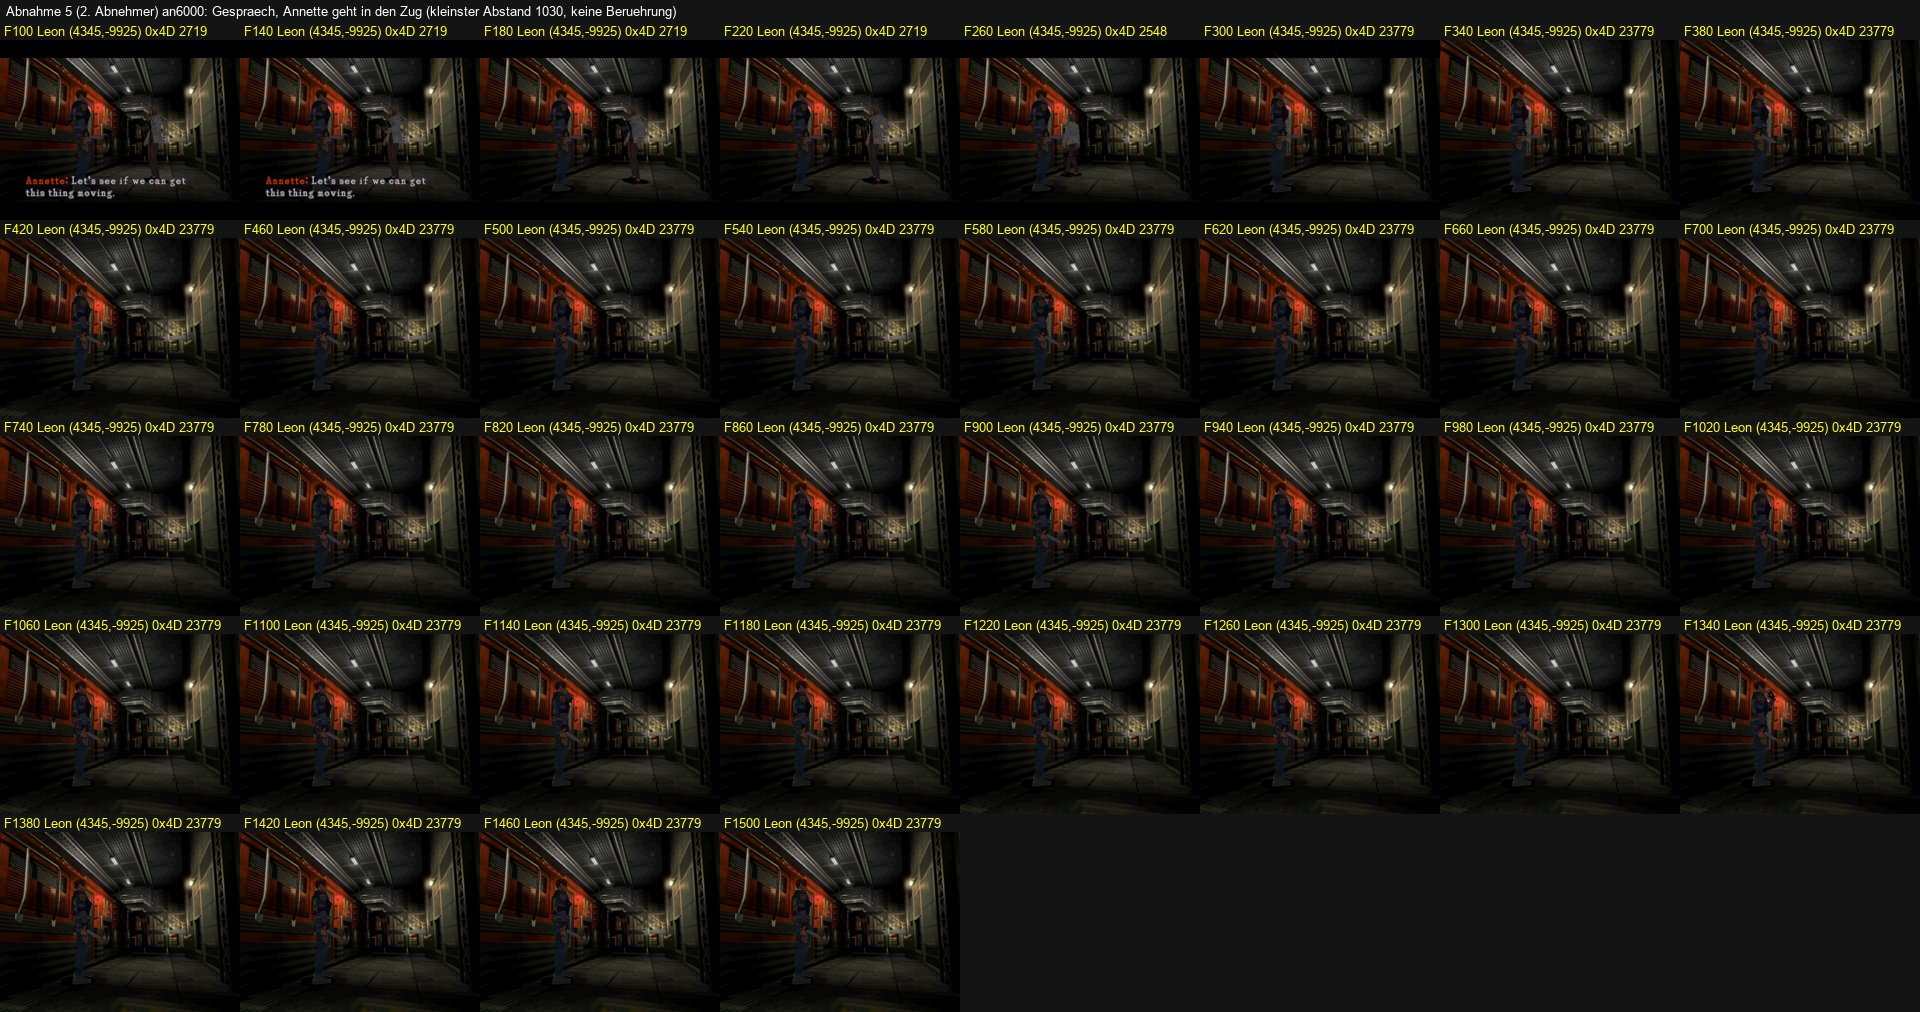 Abnahme 5 (2. Abnehmer) an6000: Gespraech, Annette geht in den Zug (kleinster Abstand 1030, keine Beruehrung)
F100 Leon (4345,-9925) 0x4D 2719
F140 Leon (4345,-9925) 0x4D 2719
F180 Leon (4345,-9925) 0x4D 2719
F220 Leon (4345,-9925) 0x4D 2719
F260 Leon (4345,-9925) 0x4D 2548
F300 Leon (4345,-9925) 0x4D 23779
F340 Leon (4345,-9925) 0x4D 23779
F380 Leon (4345,-9925) 0x4D 23779
Annette: Let's see if we can get
this thing moving.
Annette: Let's see if we can get
this thing moving.
F420 Leon (4345,-9925) 0x4D 23779
F460 Leon (4345,-9925) 0x4D 23779
F500 Leon (4345,-9925) 0x4D 23779
F540 Leon (4345,-9925) 0x4D 23779
F580 Leon (4345,-9925) 0x4D 23779
F620 Leon (4345,-9925) 0x4D 23779
F660 Leon (4345,-9925) 0x4D 23779
F700 Leon (4345,-9925) 0x4D 23779
F740 Leon (4345,-9925) 0x4D 23779
F780 Leon (4345,-9925) 0x4D 23779
F820 Leon (4345,-9925) 0x4D 23779
F860 Leon (4345,-9925) 0x4D 23779
F900 Leon (4345,-9925) 0x4D 23779
F940 Leon (4345,-9925) 0x4D 23779
F980 Leon (4345,-9925) 0x4D 23779
F1020 Leon (4345,-9925) 0x4D 23779
F1060 Leon (4345,-9925) 0x4D 23779
F1100 Leon (4345,-9925) 0x4D 23779
F1140 Leon (4345,-9925) 0x4D 23779
F1180 Leon (4345,-9925) 0x4D 23779
F1220 Leon (4345,-9925) 0x4D 23779
F1260 Leon (4345,-9925) 0x4D 23779
F1300 Leon (4345,-9925) 0x4D 23779
F1340 Leon (4345,-9925) 0x4D 23779
F1380 Leon (4345,-9925) 0x4D 23779
F1420 Leon (4345,-9925) 0x4D 23779
F1460 Leon (4345,-9925) 0x4D 23779
F1500 Leon (4345,-9925) 0x4D 23779